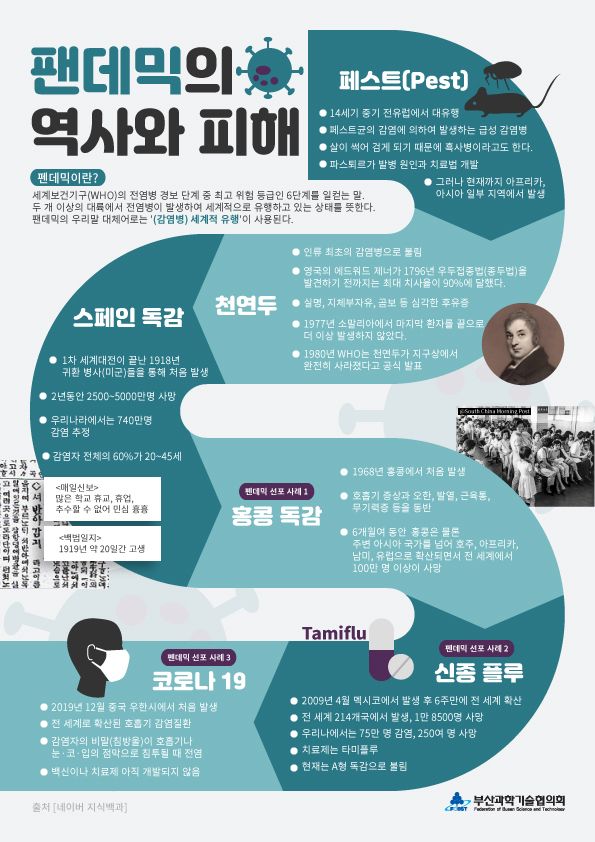 팬데믹의
역사와 피해
펜데믹이란?
세계보건기구(WHO)의 전염병 경보 단계 중 최고 위험 등급인 6단계를 일컫는 말.
두 개 이상의 대륙에서 전염병이 발생하여 세계적으로 유행하고 있는 상태를 뜻한다.
팬데믹의 우리말 대체어로는 '(감염병) 세계적 유행'이 사용된다.
페스트(Pest)
14세기 중기 전유럽에서 대유행
페스트균의 감염에 의하여 발생하는 급성 감염병
살이 썩어 검게 되기 때문에 흑사병이라고도 한다.
파스퇴르가 발병 원인과 치료법 개발
그러나 현재까지 아프리카,
아시아 일부 지역에서 발생
천연두
인류 최초의 감염병으로 불림
영국의 에드워드 제너가 1796년 우두접종법(종두법)을
발견하기 전까지는 최대 치사율이 90%에 달했다.
실명, 지체부자유, 곰보 등 심각한 후유증
1977년 소말리아에서 마지막 환자를 끝으로
더 이상 발생하지 않았다.
1980년 WHO는 천연두가 지구상에서
완전히 사라졌다고 공식 발표
스페인 독감
1차 세계대전이 끝난 1918년
귀환 병사(미군)들을 통해 처음 발생
2년동안 2500~5000만명 사망
우리나라에서는 740만명
감염 추정
감염자 전체의 60%가 20~45세
<매일신보>
많은 학교 휴교, 휴업,
추수할 수 없어 민심 흉흉
<백범일지>
1919년 약 20일간 고생
@South China Morning Post
펜데믹 선포 사례 1
홍콩 독감
1968년 홍콩에서 처음 발생
호흡기 증상과 오한, 발열, 근육통,
무기력증 등을 동반
6개월여 동안 홍콩은 물론
주변 아시아 국가를 넘어 호주, 아프리카,
남미, 유럽으로 확산되면서 전 세계에서
100만 명 이상이 사망
Tamiflu
펜데믹 선포 사례 2
신종 플루
2009년 4월 멕시코에서 발생 후 6주만에 전 세계 확산
전 세계 214개국에서 발생, 1만 8500명 사망
우리나라에서는 75만 명 감염, 250여 명 사망
치료제는 타미플루
현재는 A형 독감으로 불림
펜데믹 선포 사례 3
코로나 19
2019년 12월 중국 우한시에서 처음 발생
전 세계로 확산된 호흡기 감염질환
감염자의 비말(침방울)이 호흡기나
눈·코·입의 점막으로 침투될 때 전염
백신이나 치료제 아직 개발되지 않음
출처 [네이버 지식백과]
부산과학기술협의회
Federation of Busan Science and Technology